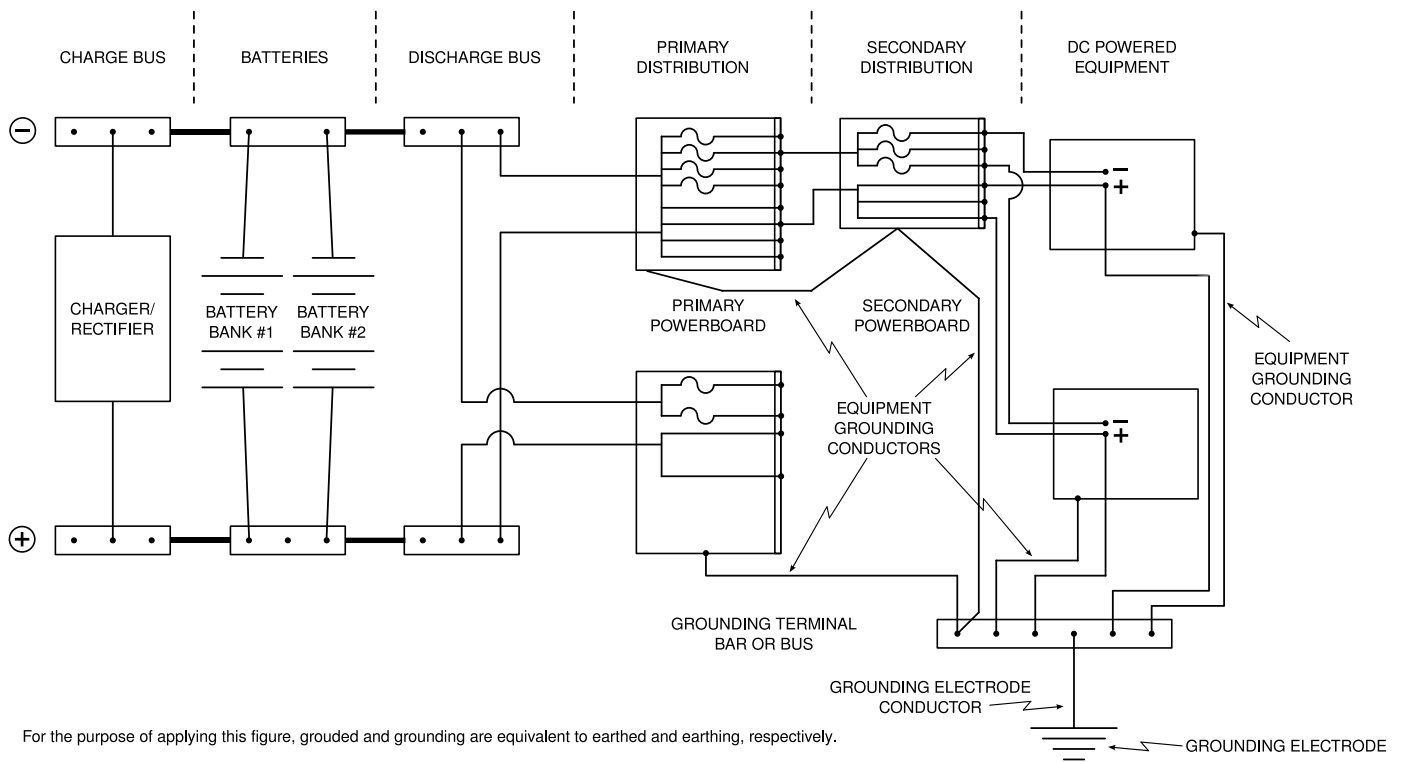 CHARGE BUS
BATTERIES
DISCHARGE BUS
PRIMARY
DISTRIBUTION
SECONDARY
DISTRIBUTION
DC POWERED
EQUIPMENT
−
−
+
CHARGER/
RECTIFIER
BATTERY
BANK #1
BATTERY
BANK #2
PRIMARY
POWERBOARD
SECONDARY
POWERBOARD
EQUIPMENT
GROUNDING
CONDUCTOR
EQUIPMENT
GROUNDING
CONDUCTORS
−
+
+
GROUNDING TERMINAL
BAR OR BUS
GROUNDING ELECTRODE
CONDUCTOR
For the purpose of applying this figure, grouded and grounding are equivalent to earthed and earthing, respectively.
GROUNDING ELECTRODE